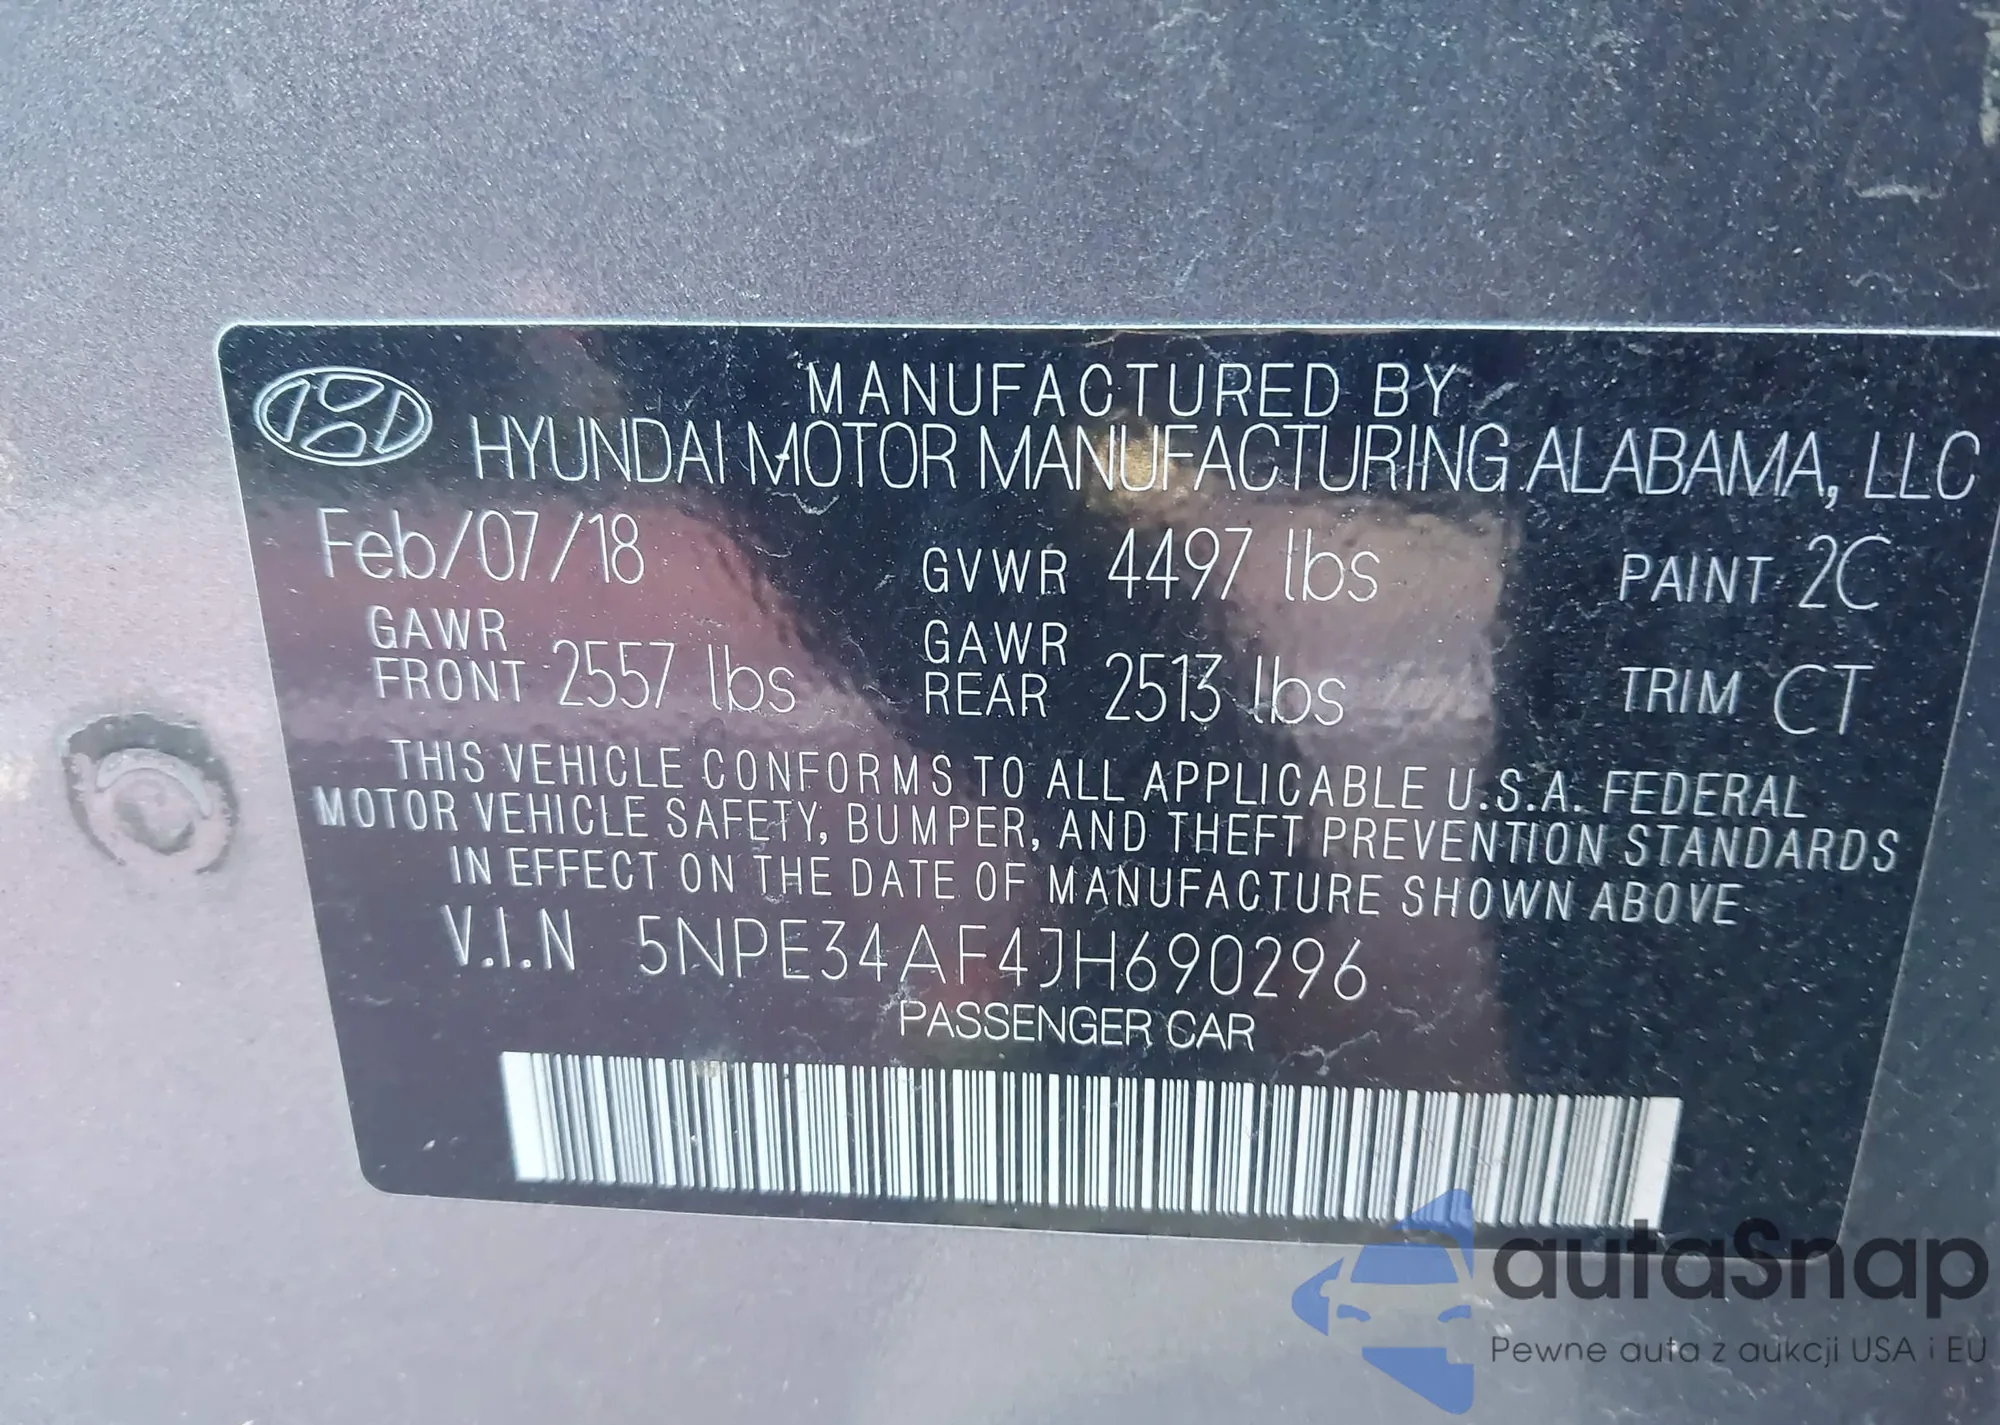 MANUFACTURED BY
HYUNDAI MOTOR MANUFACTURING ALABAMA, LLC
Feb/07/18 GVWR 4497 lbs PAINT 2C
GAWR FRONT 2557 lbs GAWR REAR 2513 lbs TRIM CT
THIS VEHICLE CONFORMS TO ALL APPLICABLE U.S.A. FEDERAL
MOTOR VEHICLE SAFETY, BUMPER, AND THEFT PREVENTION STANDARDS
IN EFFECT ON THE DATE OF MANUFACTURE SHOWN ABOVE
V.I.N 5NPE34AF4JH690296
PASSENGER CAR
autaSnap
Pewne auta z aukcji USA i EU